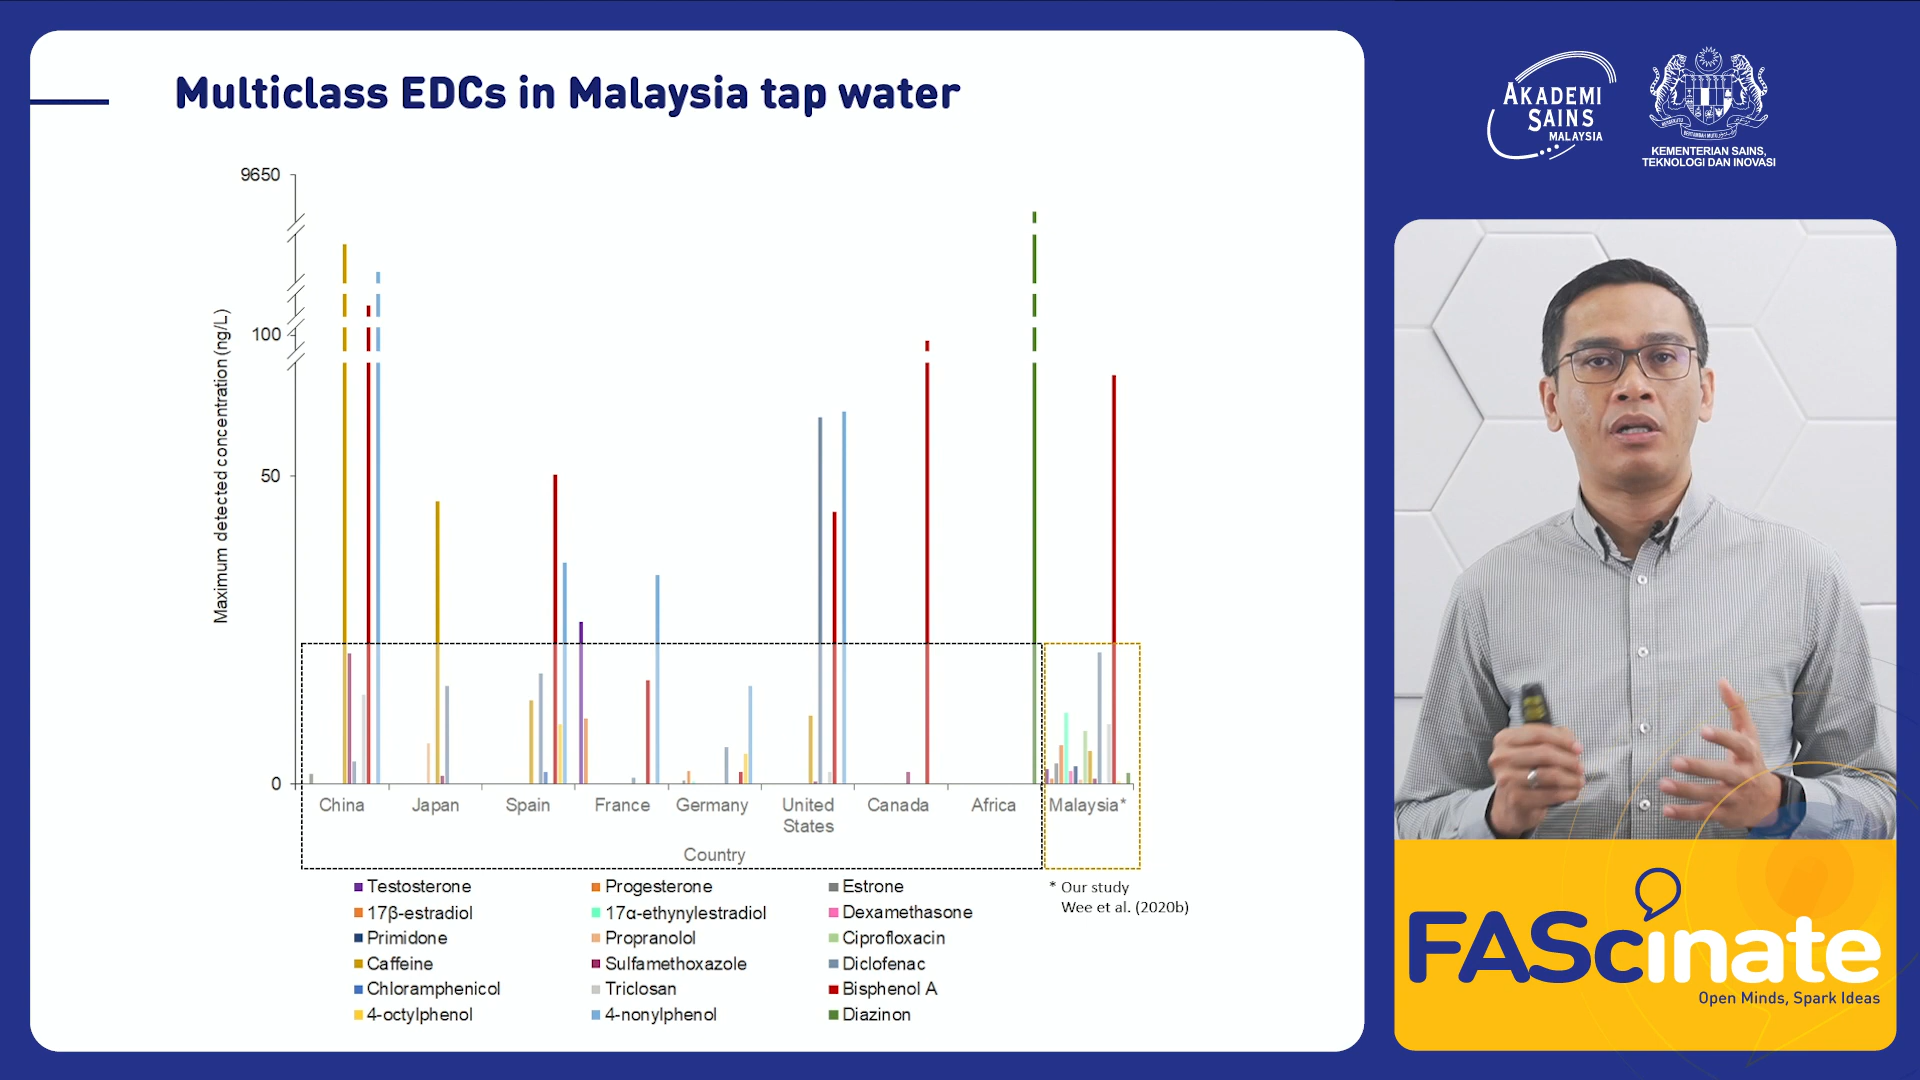 Multiclass EDCs in Malaysia tap water
9650
100
50
0
Maximum detected concentration (ng/L)
China
Japan
Spain
France
Germany
United
States
Canada
Africa
Malaysia*
Country
Testosterone
Progesterone
Estrone
17β-estradiol
17α-ethynylestradiol
Dexamethasone
Primidone
Propranolol
Ciprofloxacin
Caffeine
Sulfamethoxazole
Diclofenac
Chloramphenicol
Triclosan
Bisphenol A
4-octylphenol
4-nonylphenol
Diazinon
* Our study
Wee et al. (2020b)
AKADEMI
SAINS
MALAYSIA
KEMENTERIAN SAINS,
TEKNOLOGI DAN INOVASI
FAScinate
Open Minds, Spark Ideas